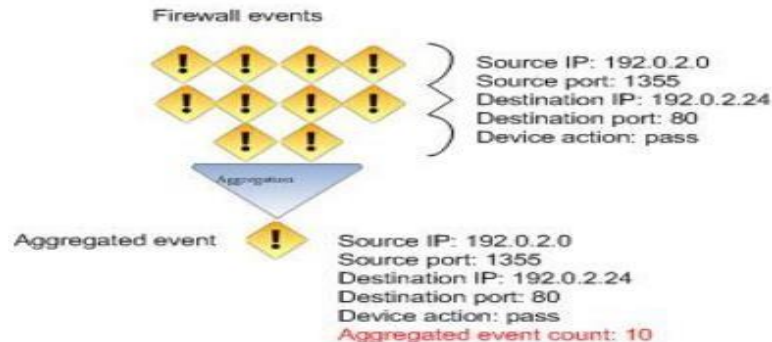 Firewall events
Source IP: 192.0.2.0
Source port: 1355
Destination IP: 192.0.2.24
Destination port: 80
Device action: pass
Aggregation
Aggregated event
Source IP: 192.0.2.0
Source port: 1355
Destination IP: 192.0.2.24
Destination port: 80
Device action: pass
Aggregated event count: 10